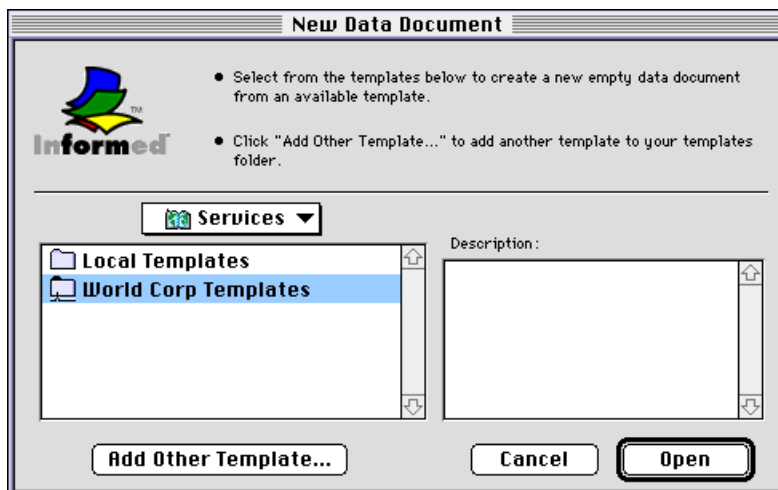 New Data Document
• Select from the templates below to create a new empty data document
from an available template.
• Click "Add Other Template..." to add another template to your templates
folder.
TM
Informed
Services
Description:
Local Templates
World Corp Templates
Add Other Template...
Cancel
Open